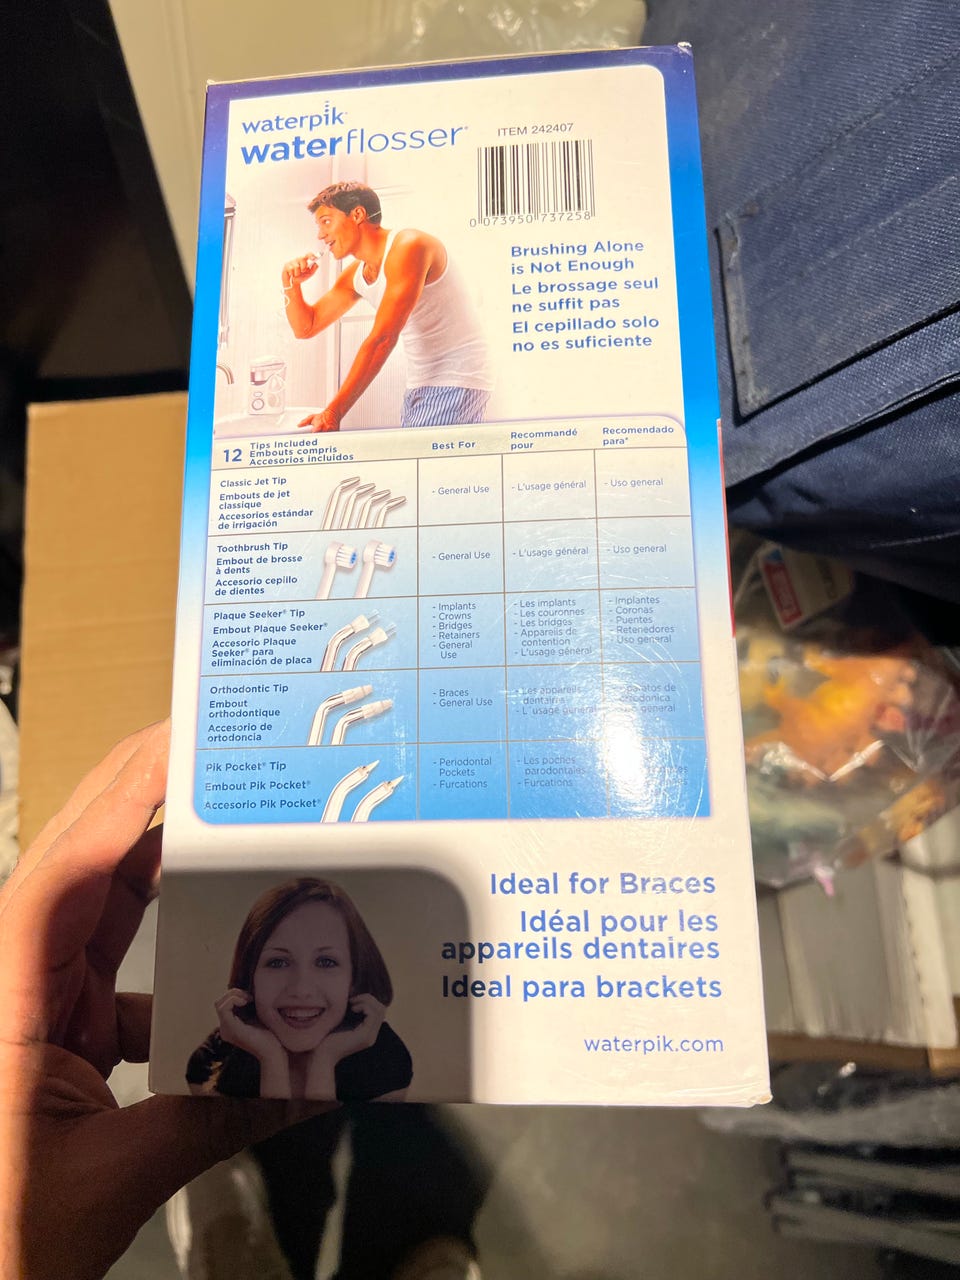 waterpik
waterflosser®
ITEM 242407
0 073950 737258
Brushing Alone
is Not Enough
Le brossage seul
ne suffit pas
El cepillado solo
no es suficiente
12 Tips Included
Embouts compris
Accesorios incluidos
Best For
Recommandé
pour
Recomendado
para*
Classic Jet Tip
Embouts de jet
classique
Accesorios estándar
de irrigación
- General Use
- L'usage général
- Uso general
Toothbrush Tip
Embout de brosse
à dents
Accesorio cepillo
de dientes
- General Use
- L'usage général
- Uso general
Plaque Seeker® Tip
Embout Plaque Seeker®
Accesorio Plaque
Seeker® para
eliminación de placa
- Implants
- Crowns
- Bridges
- Retainers
- General
Use
- Les implants
- Les couronnes
- Les bridges
- Appareils de
contention
- L'usage général
- Implantes
- Coronas
- Puentes
- Retenedores
- Uso general
Orthodontic Tip
Embout
orthodontique
Accesorio de
ortodoncia
- Braces
- General Use
- Les appareils
dentaires
- L'usage général
de
general
Pik Pocket® Tip
Embout Pik Pocket®
Accesorio Pik Pocket®
- Periodontal
Pockets
- Furcations
- Les poches
parodontales
- Furcations
Ideal for Braces
Idéal pour les
appareils dentaires
Ideal para brackets
waterpik.com